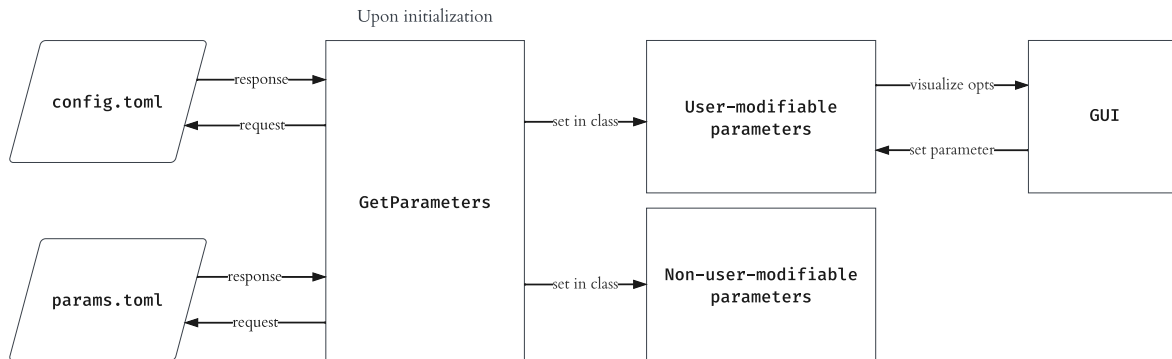 Upon initialization
config.toml
response
request
GetParameters
params.toml
response
request
set in class
set in class
User-modifiable
parameters
Non-user-modifiable
parameters
visualize opts
set parameter
GUI